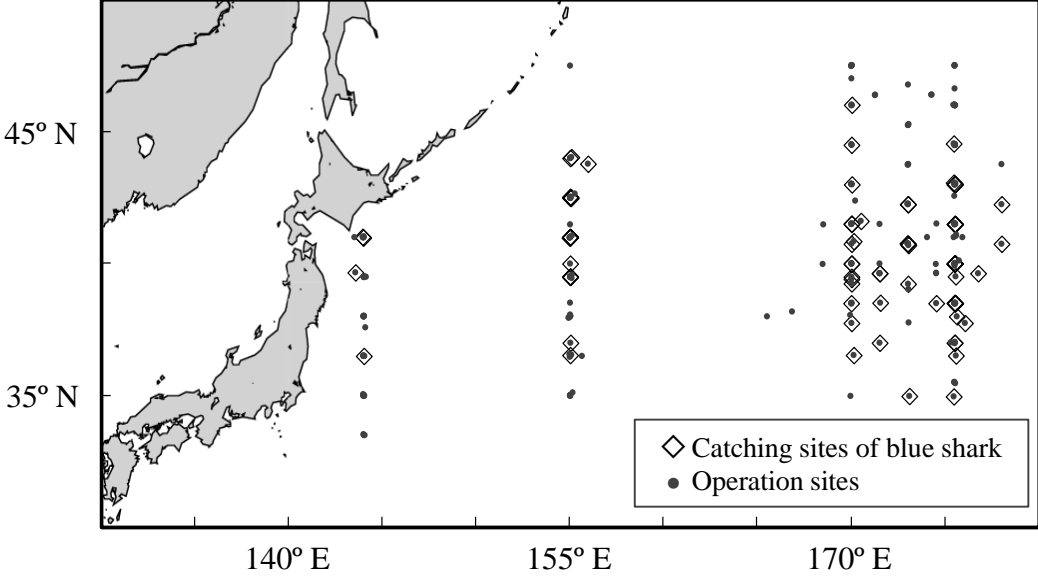 45º N
35º N
Catching sites of blue shark
Operation sites
140º E
155º E
170º E